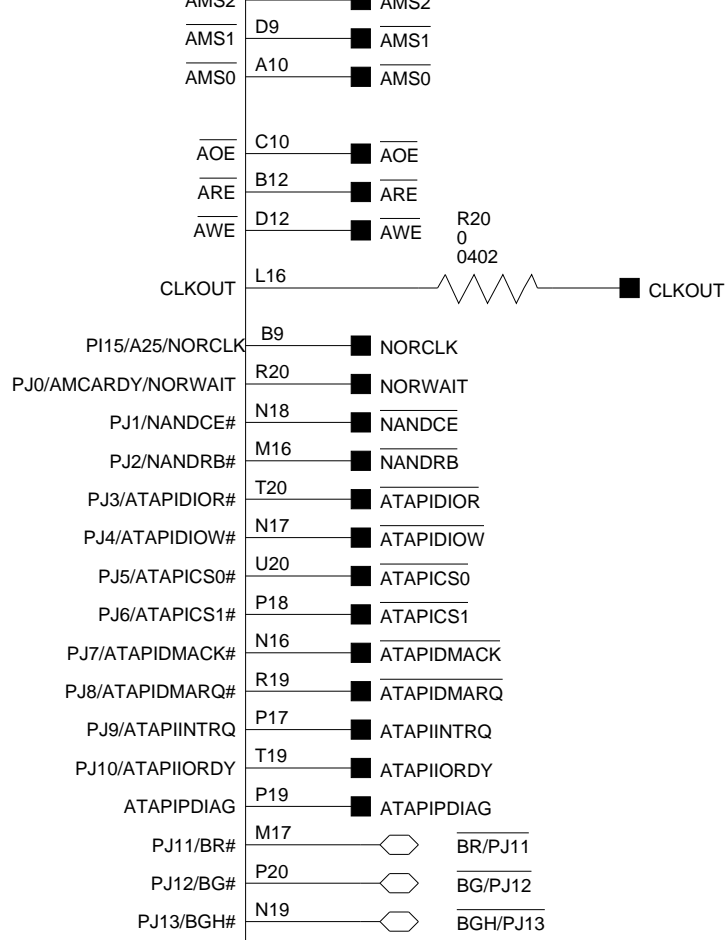 AMS2 AMS2
AMS1 D9 AMS1
AMS0 A10 AMS0
AOE C10 AOE
ARE B12 ARE
AWE D12 AWE
R20
0
0402
CLKOUT L16 CLKOUT
PI15/A25/NORCLK B9 NORCLK
PJ0/AMCARDY/NORWAIT R20 NORWAIT
PJ1/NANDCE# N18 NANDCE
PJ2/NANDRB# M16 NANDRB
PJ3/ATAPIDIOR# T20 ATAPIDIOR
PJ4/ATAPIDIOW# N17 ATAPIDIOW
PJ5/ATAPICS0# U20 ATAPICS0
PJ6/ATAPICS1# P18 ATAPICS1
PJ7/ATAPIDMACK# N16 ATAPIDMACK
PJ8/ATAPIDMARQ# R19 ATAPIDMARQ
PJ9/ATAPIINTRQ P17 ATAPIINTRQ
PJ10/ATAPIIORDY T19 ATAPIIORDY
ATAPIPDIAG P19 ATAPIPDIAG
PJ11/BR# M17 BR/PJ11
PJ12/BG# P20 BG/PJ12
PJ13/BGH# N19 BGH/PJ13